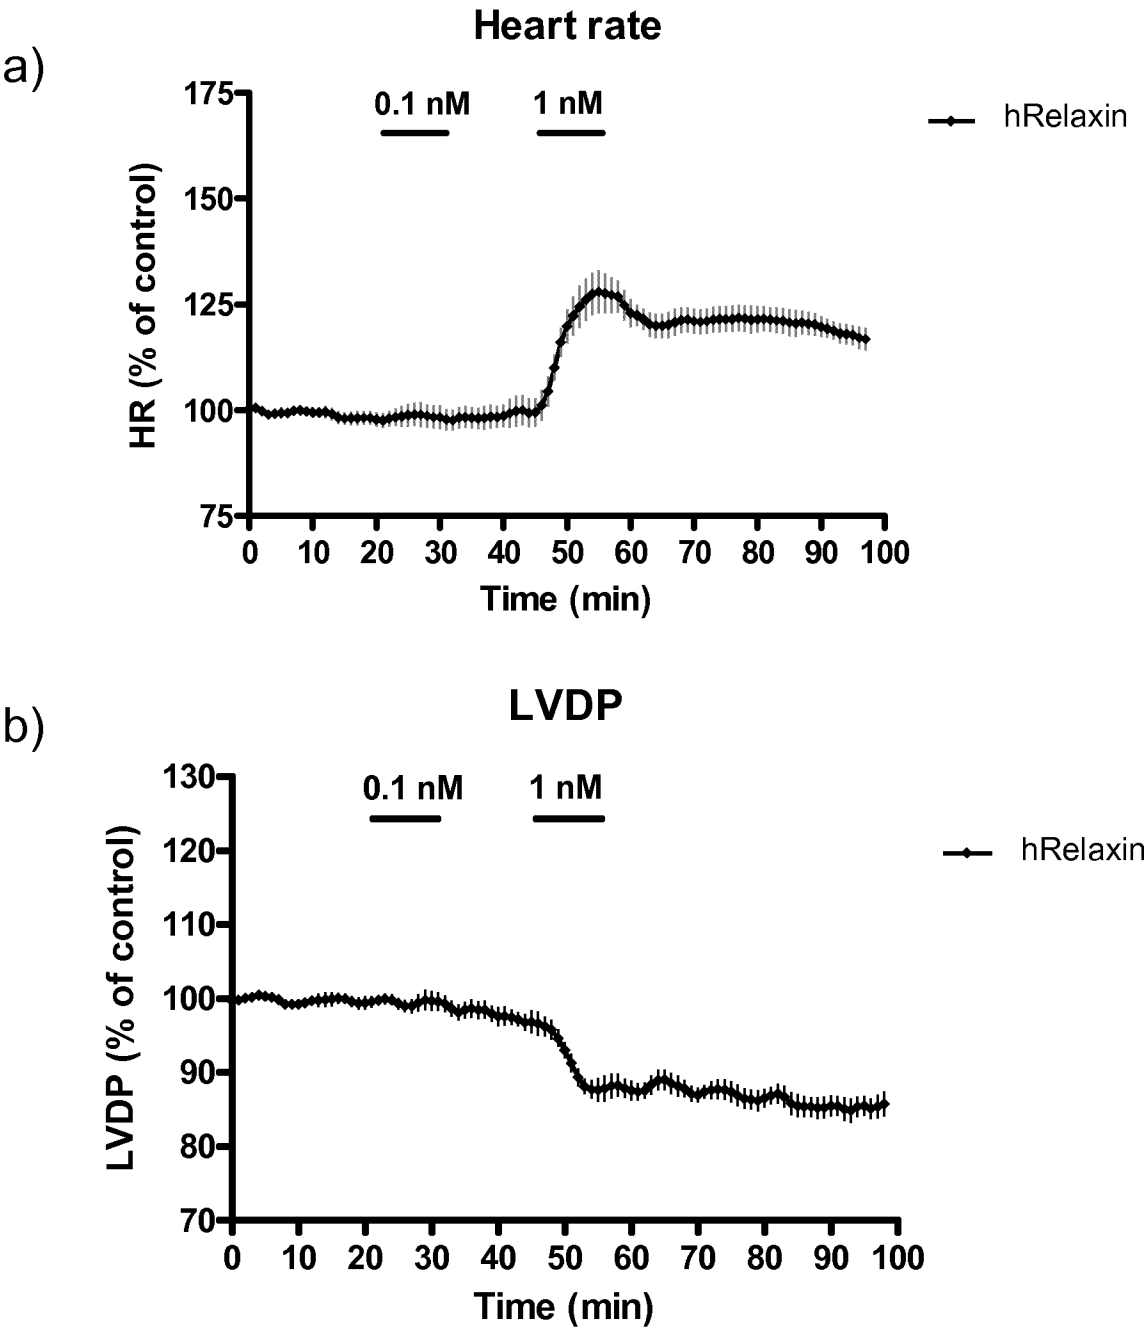 Heart rate
a)
175
0.1 nM
1 nM
hRelaxin
150
125
100
75
HR (% of control)
0 10 20 30 40 50 60 70 80 90 100
Time (min)
LVDP
b)
130
0.1 nM
1 nM
120
hRelaxin
110
100
90
80
70
LVDP (% of control)
0 10 20 30 40 50 60 70 80 90 100
Time (min)